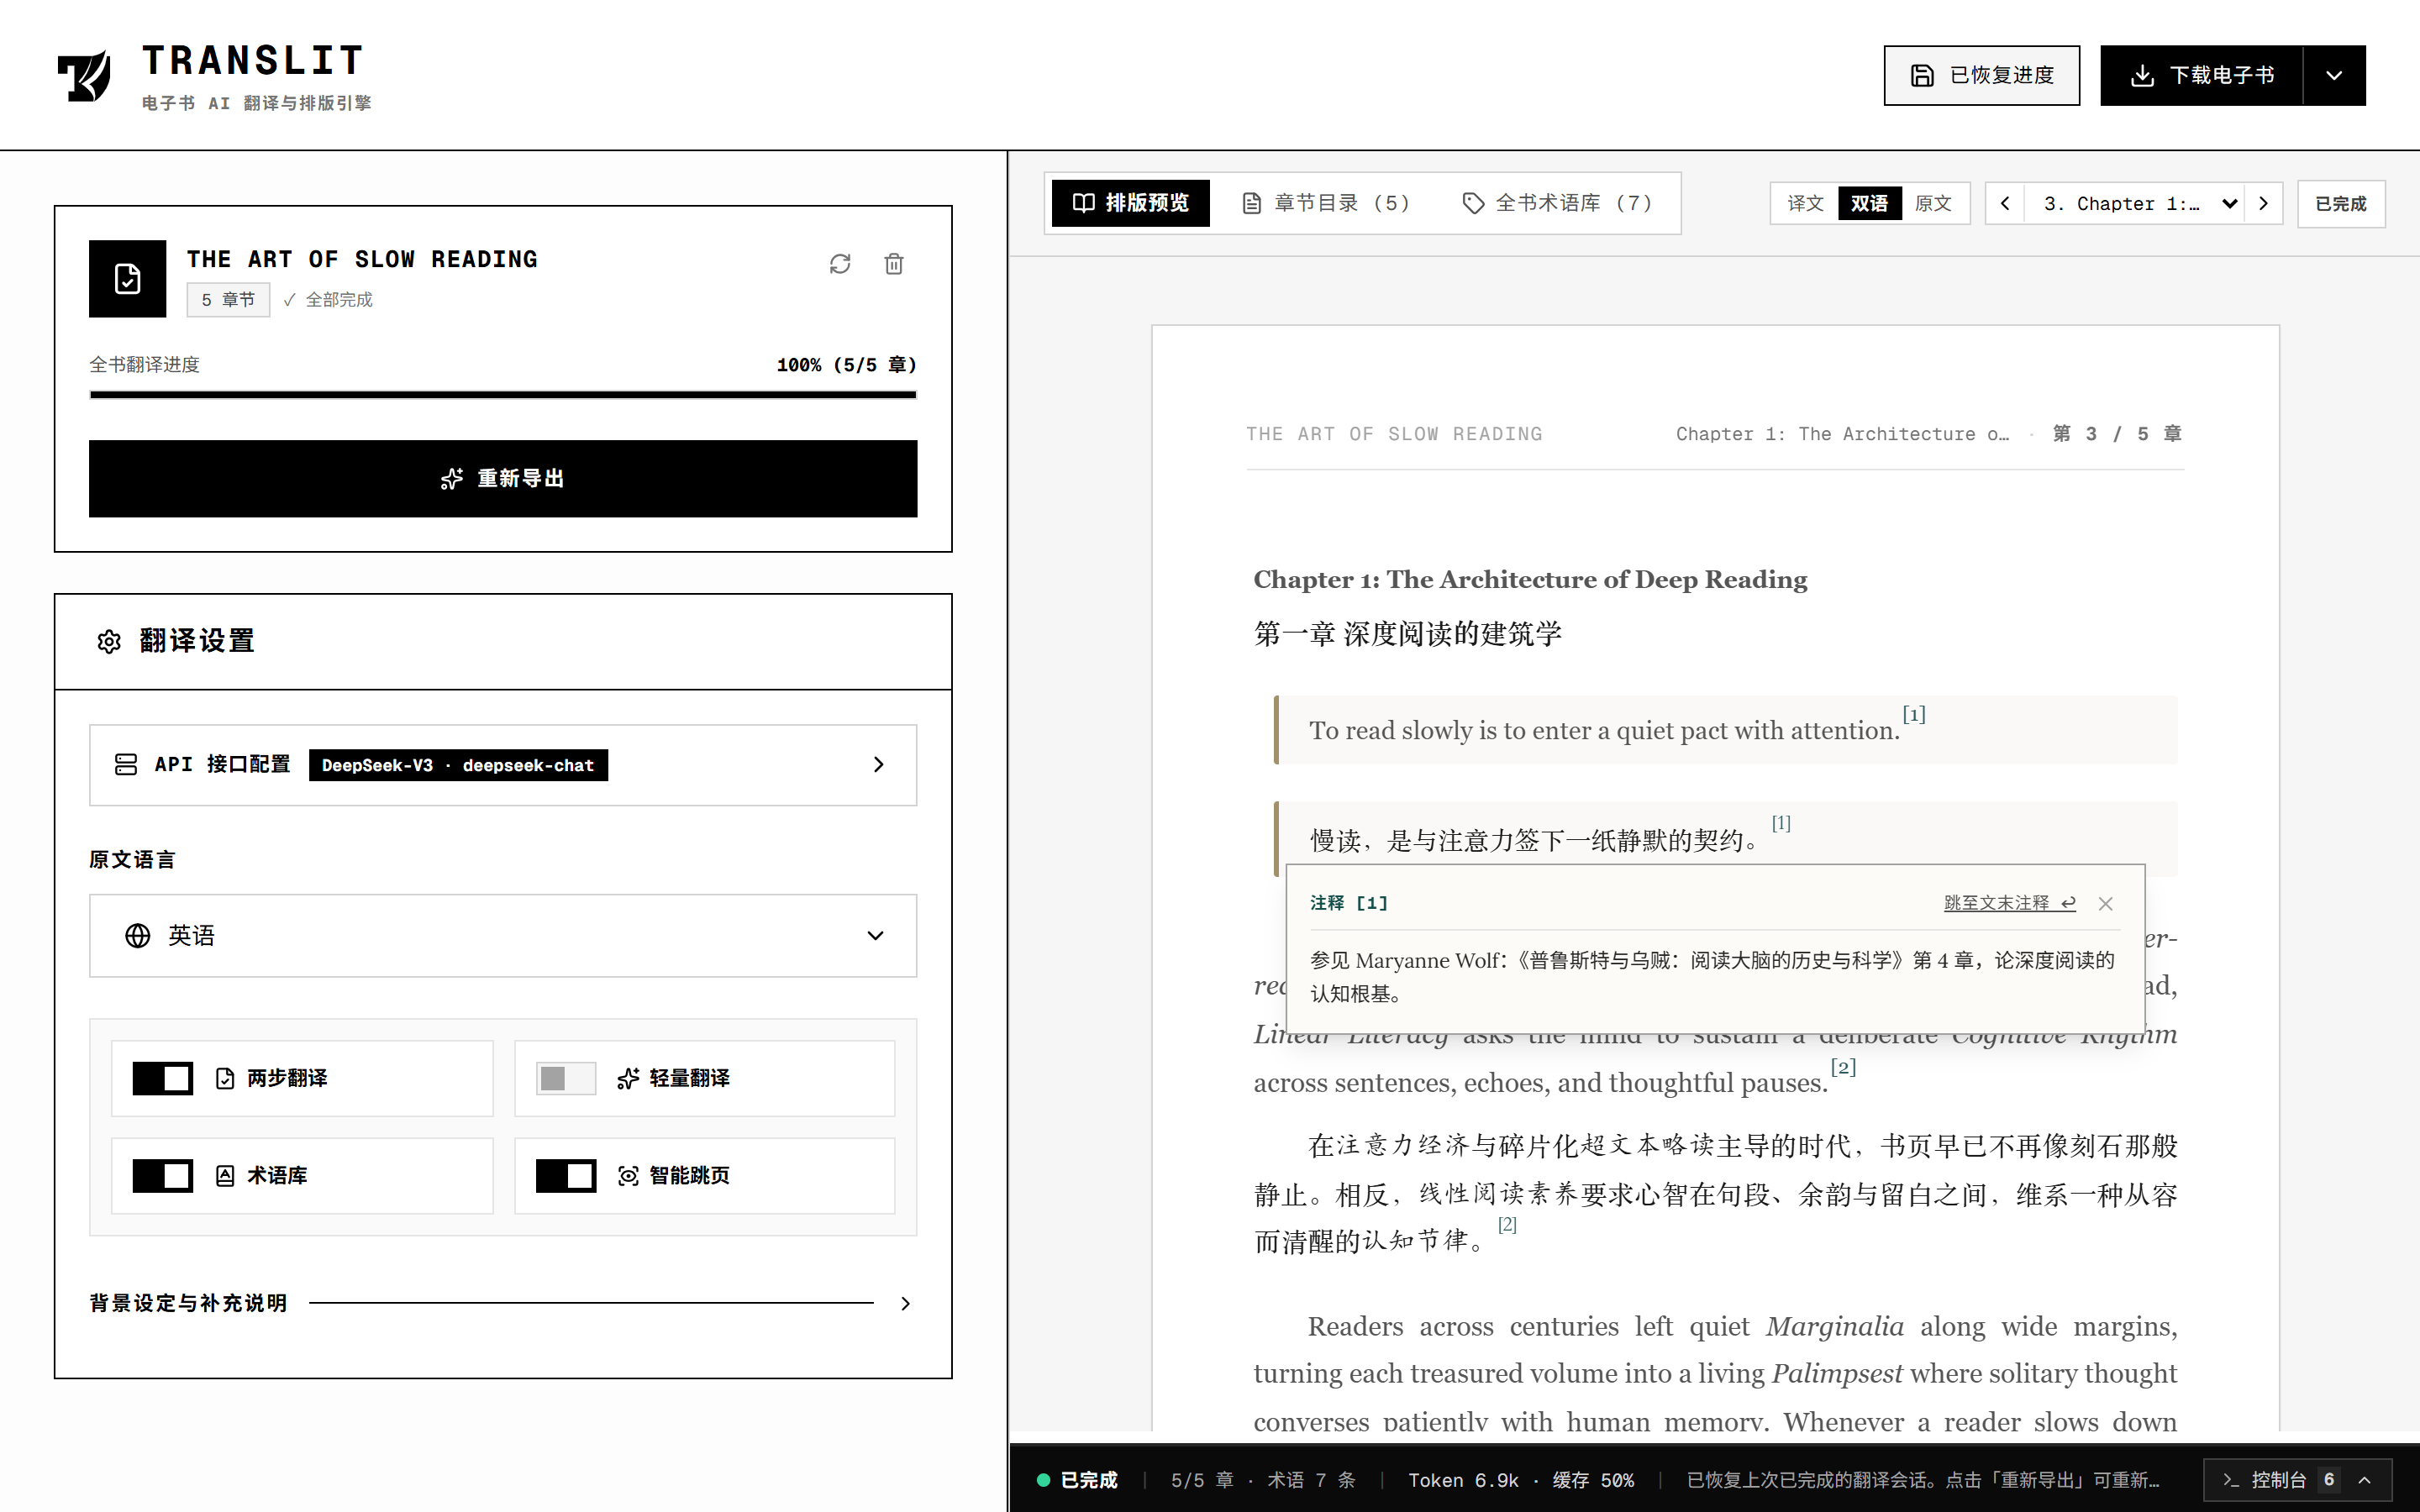 TRANSLIT
电子书 AI 翻译与排版引擎
已恢复进度
下载电子书
THE ART OF SLOW READING
5 章节
✓ 全部完成
全书翻译进度
100% (5/5 章)
重新导出
翻译设置
API 接口配置
DeepSeek-V3 · deepseek-chat
原文语言
英语
两步翻译
轻量翻译
术语库
智能跳页
背景设定与补充说明
排版预览
章节目录 (5)
全书术语库 (7)
译文
双语
原文
3. Chapter 1:…
已完成
THE ART OF SLOW READING
Chapter 1: The Architecture o… · 第 3 / 5 章
Chapter 1: The Architecture of Deep Reading
第一章 深度阅读的建筑学
To read slowly is to enter a quiet pact with attention.[1]
慢读，是与注意力签下一纸静默的契约。[1]
注释 [1]
跳至文末注释 ↩
参见 Maryanne Wolf：《普鲁斯特与乌贼：阅读大脑的历史与科学》第 4 章，论深度阅读的
认知根基。
Linear Literacy asks the mind to sustain a deliberate Cognitive Rhythm
across sentences, echoes, and thoughtful pauses.[2]
在注意力经济与碎片化超文本略读主导的时代，书页早已不再像刻石那般
静止。相反，线性阅读素养要求心智在句段、余韵与留白之间，维系一种从容
而清醒的认知节律。[2]
Readers across centuries left quiet Marginalia along wide margins,
turning each treasured volume into a living Palimpsest where solitary thought
converses patiently with human memory. Whenever a reader slows down
已完成
5/5 章 · 术语 7 条
Token 6.9k · 缓存 50%
已恢复上次已完成的翻译会话。点击「重新导出」可重新…
控制台 6